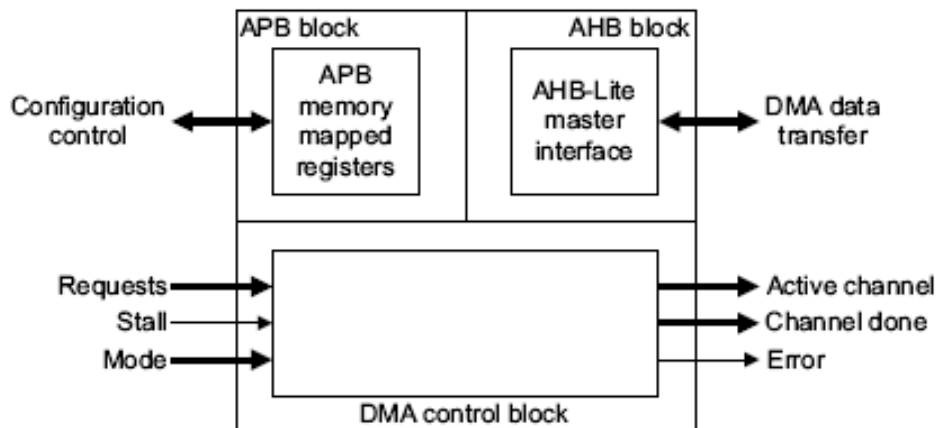 APB block
AHB block
APB
memory
mapped
registers
AHB-Lite
master
interface
Configuration
control
DMA data
transfer
Requests
Stall
Mode
Active channel
Channel done
Error
DMA control block